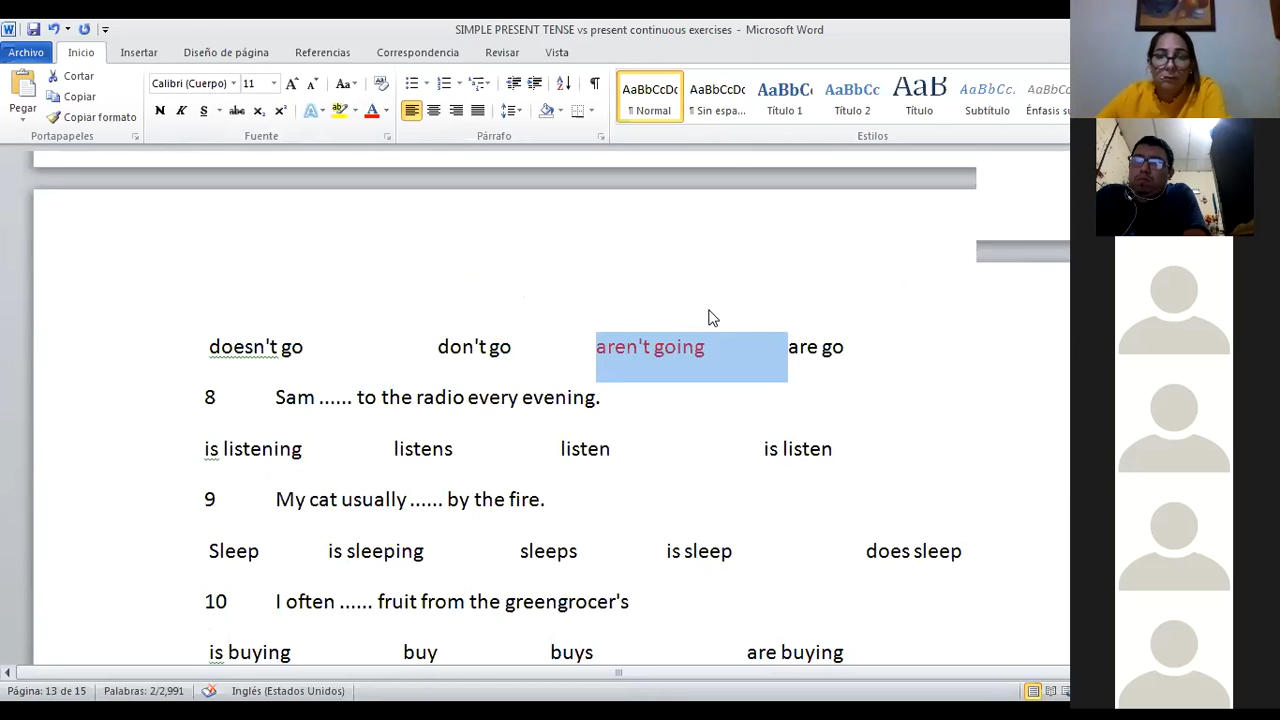 SIMPLE PRESENT TENSE vs present continuous exercises - Microsoft Word
Archivo Inicio Insertar Diseño de página Referencias Correspondencia Revisar Vista
Pegar
Cortar
Copiar
Copiar formato
Portapapeles
Calibri (Cuerpo) 11
N K S abc x₂ x²
Fuente
Párrafo
AaBbCcDc AaBbCcDc AaBbC AaBbCc AaB AaBbCc. AaBbCc
¶ Normal ¶ Sin espa... Título 1 Título 2 Título Subtítulo Énfasis su
Estilos
doesn't go don't go aren't going are go
8 Sam ...... to the radio every evening.
is listening listens listen is listen
9 My cat usually ...... by the fire.
Sleep is sleeping sleeps is sleep does sleep
10 I often ...... fruit from the greengrocer's
is buying buy buys are buying
Página: 13 de 15 Palabras: 2/2,991 Inglés (Estados Unidos)